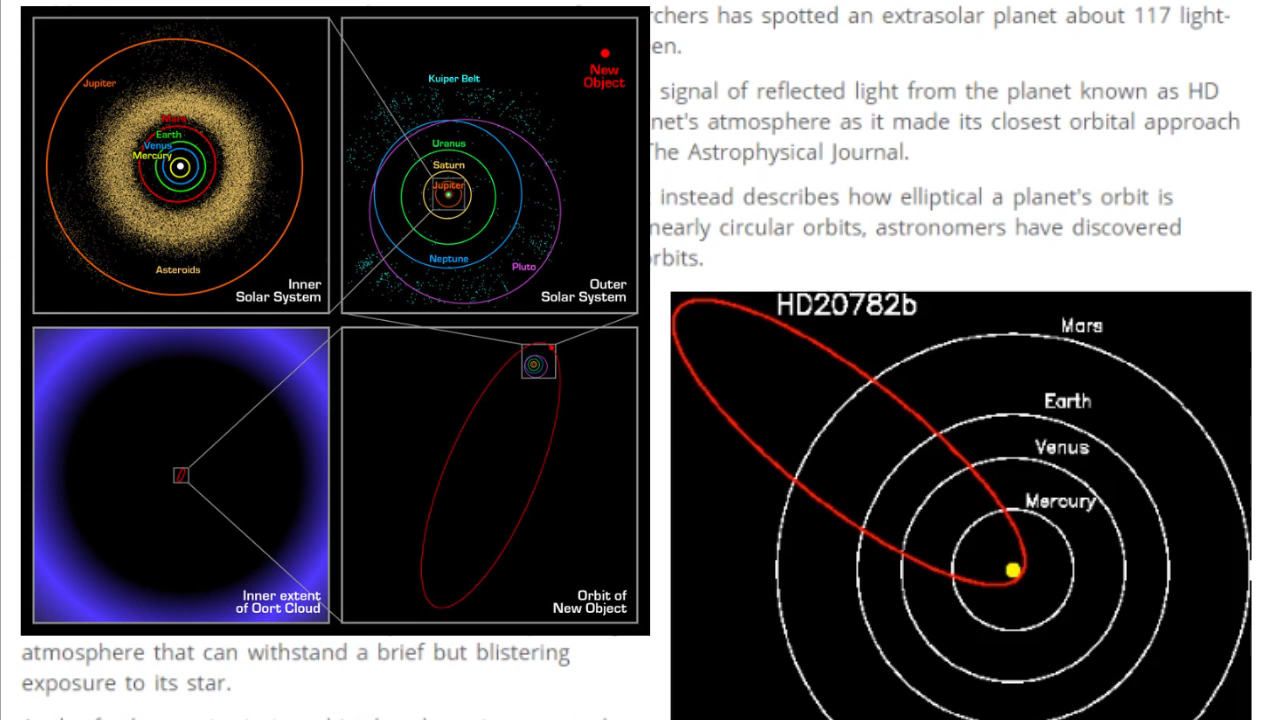 rchers has spotted an extrasolar planet about 117 light-
en.
signal of reflected light from the planet known as HD
net's atmosphere as it made its closest orbital approach
The Astrophysical Journal.
instead describes how elliptical a planet's orbit is
nearly circular orbits, astronomers have discovered
orbits.
Jupiter
Mars
Earth
Venus
Mercury
Asteroids
Inner
Solar System
Kuiper Belt
New
Object
Uranus
Saturn
Jupiter
Neptune
Pluto
Outer
Solar System
Inner extent
of Oort Cloud
Orbit of
New Object
HD20782b
Mars
Earth
Venus
Mercury
atmosphere that can withstand a brief but blistering
exposure to its star.